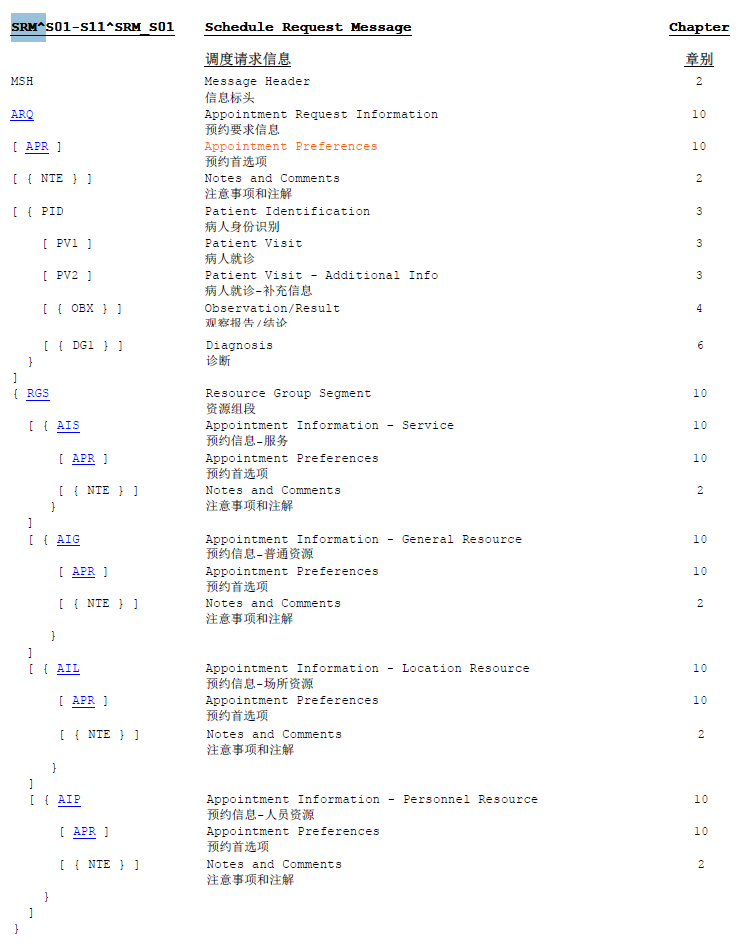 SRM^S01-S11^SRM_S01 Schedule Request Message Chapter
调度请求信息 章别
MSH Message Header 2
信息标头
ARQ Appointment Request Information 10
预约要求信息
[ APR ] Appointment Preferences 10
预约首选项
[ { NTE } ] Notes and Comments 2
注意事项和注解
[ { PID Patient Identification 3
病人身份识别
[ PV1 ] Patient Visit 3
病人就诊
[ PV2 ] Patient Visit - Additional Info 3
病人就诊-补充信息
[ { OBX } ] Observation/Result 4
观察报告/结论
[ { DG1 } ] Diagnosis 6
} 诊断
]
{ RGS Resource Group Segment 10
资源组段
[ { AIS Appointment Information - Service 10
预约信息-服务
[ APR ] Appointment Preferences 10
预约首选项
[ { NTE } ] Notes and Comments 2
} 注意事项和注解
]
[ { AIG Appointment Information - General Resource 10
预约信息-普通资源
[ APR ] Appointment Preferences 10
预约首选项
[ { NTE } ] Notes and Comments 2
注意事项和注解
}
]
[ { AIL Appointment Information - Location Resource 10
预约信息-场所资源
[ APR ] Appointment Preferences 10
预约首选项
[ { NTE } ] Notes and Comments 2
注意事项和注解
}
]
[ { AIP Appointment Information - Personnel Resource 10
预约信息-人员资源
[ APR ] Appointment Preferences 10
预约首选项
[ { NTE } ] Notes and Comments 2
注意事项和注解
}
]
}